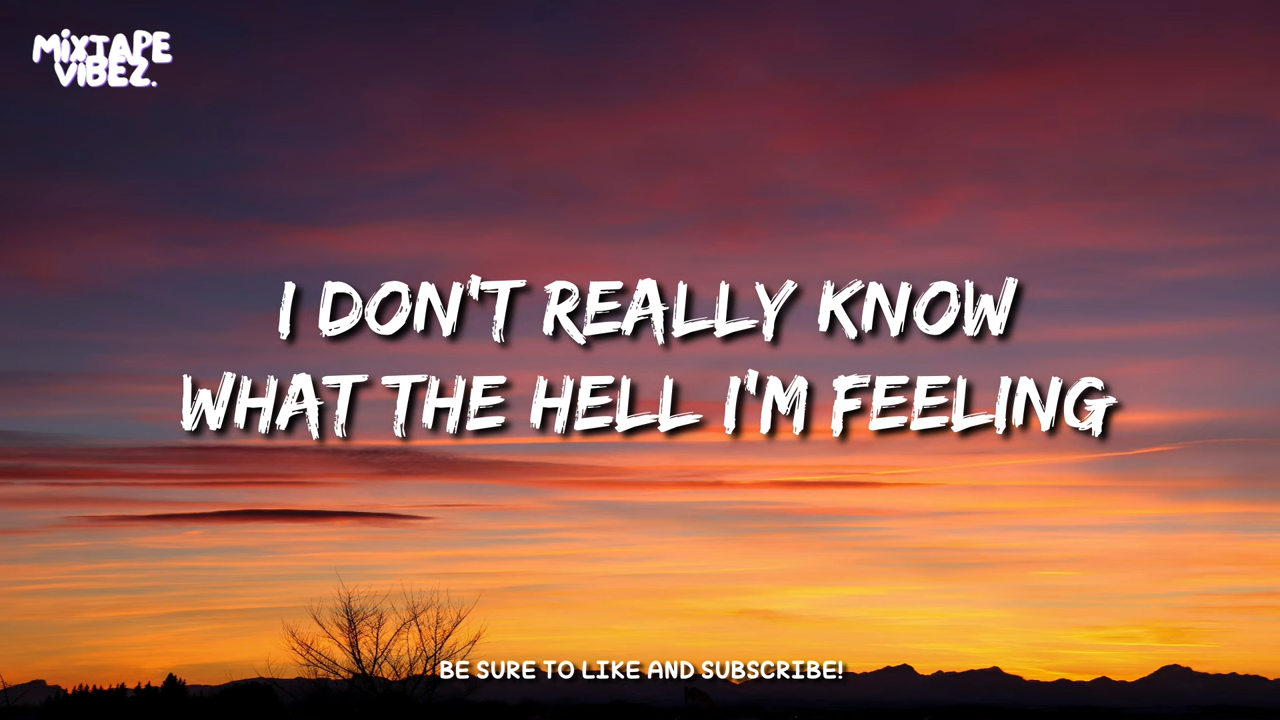 MIXTAPE
VIBEZ.
I DON'T REALLY KNOW
WHAT THE HELL I'M FEELING
BE SURE TO LIKE AND SUBSCRIBE!